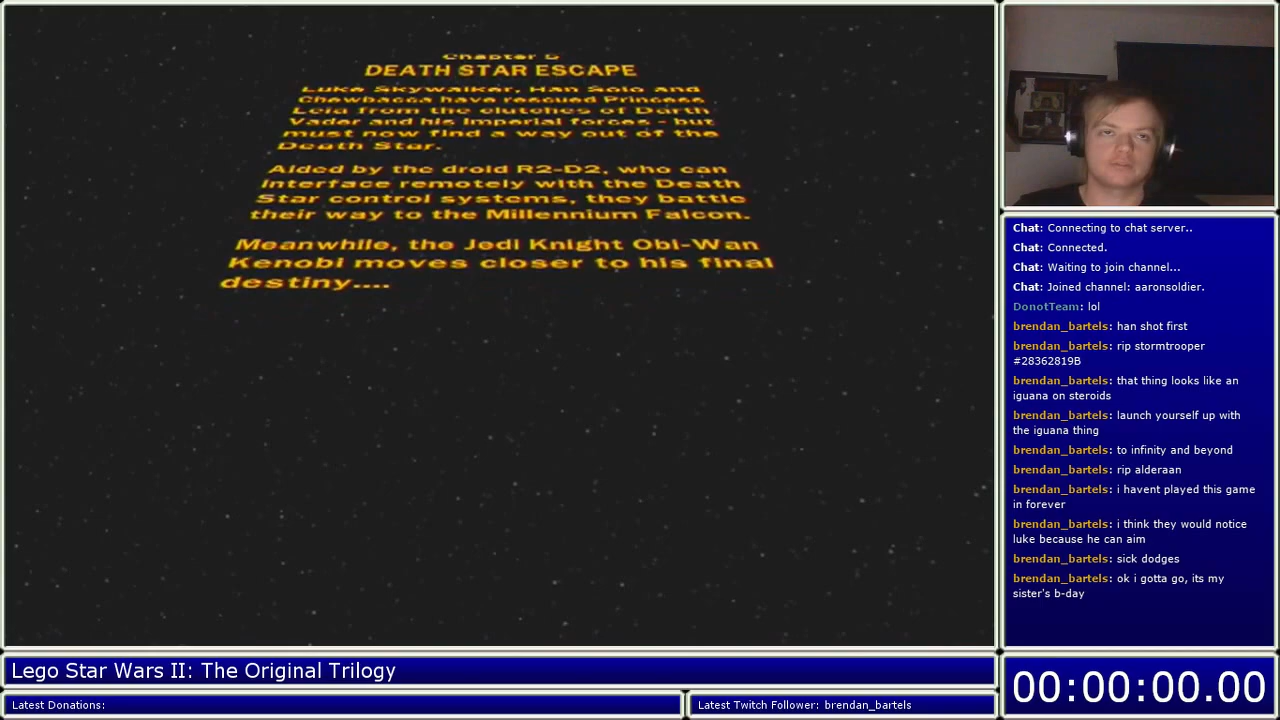 Chapter 5
DEATH STAR ESCAPE
Luke Skywalker, Han Solo and
Chewbacca have rescued Princess
Leia from the clutches of Darth
Vader and his Imperial forces - but
must now find a way out of the
Death Star.
Aided by the droid R2-D2, who can
interface remotely with the Death
Star control systems, they battle
their way to the Millennium Falcon.
Meanwhile, the Jedi Knight Obi-Wan
Kenobi moves closer to his final
destiny....
Chat: Connecting to chat server..
Chat: Connected.
Chat: Waiting to join channel...
Chat: Joined channel: aaronsoldier.
DonotTeam: lol
brendan_bartels: han shot first
brendan_bartels: rip stormtrooper
#28362819B
brendan_bartels: that thing looks like an
iguana on steroids
brendan_bartels: launch yourself up with
the iguana thing
brendan_bartels: to infinity and beyond
brendan_bartels: rip alderaan
brendan_bartels: i havent played this game
in forever
brendan_bartels: i think they would notice
luke because he can aim
brendan_bartels: sick dodges
brendan_bartels: ok i gotta go, its my
sister's b-day
Lego Star Wars II: The Original Trilogy
Latest Donations:
Latest Twitch Follower: brendan_bartels
00:00:00.00